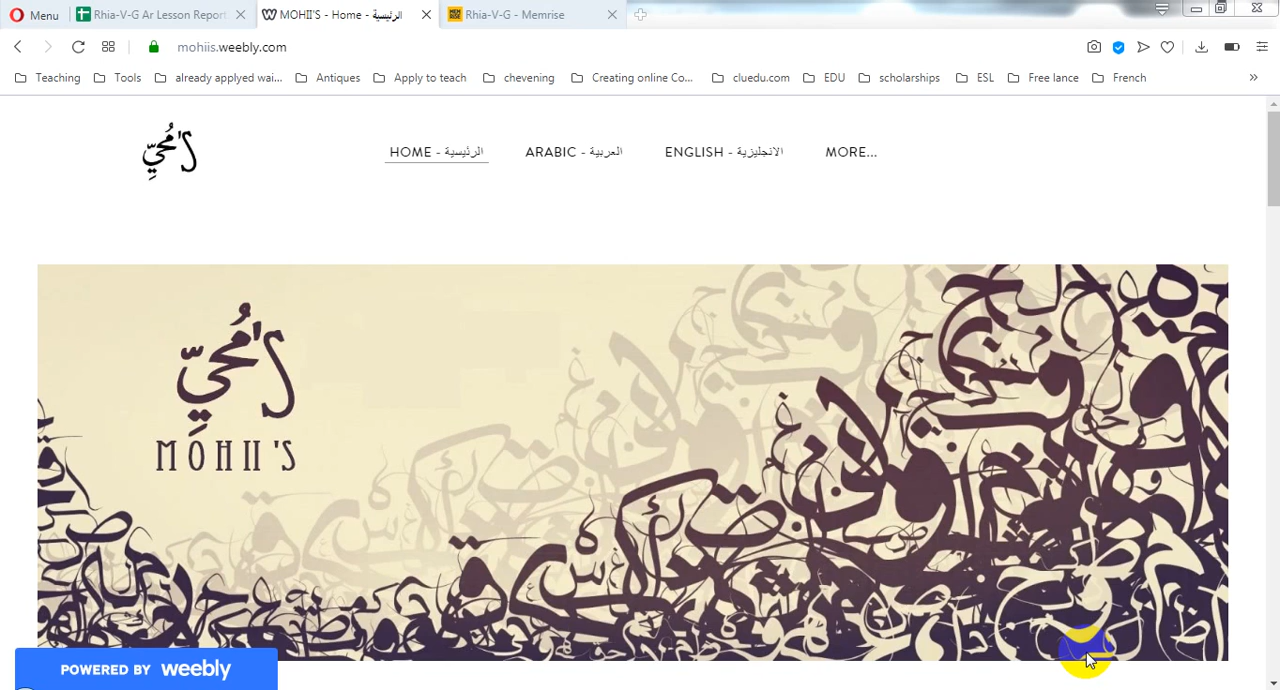 Menu
Rhia-V-G Ar Lesson Report
MOHII'S - Home - الرئيسية
Rhia-V-G - Memrise
mohiis.weebly.com
Teaching
Tools
already applyed wai...
Antiques
Apply to teach
chevening
Creating online Co...
cluedu.com
EDU
scholarships
ESL
Free lance
French
مُحيِّ'S
HOME - الرئيسية
ARABIC - العربية
ENGLISH - الانجليزية
MORE...
مُحيِّ'S
MOHII'S
POWERED BY weebly